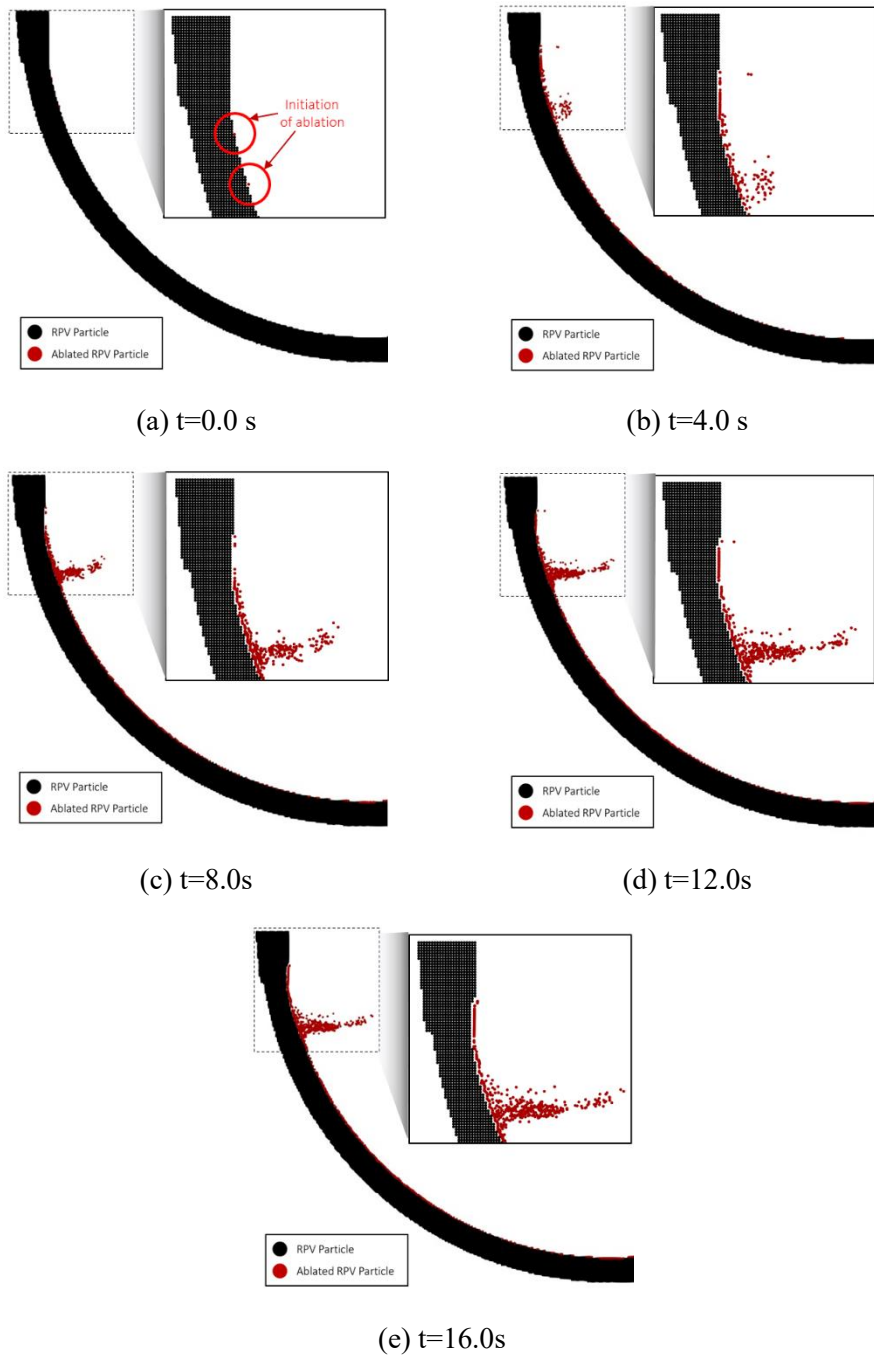 Initiation
of ablation
RPV Particle
Ablated RPV Particle
RPV Particle
Ablated RPV Particle
(a) t=0.0 s
(b) t=4.0 s
RPV Particle
Ablated RPV Particle
RPV Particle
Ablated RPV Particle
(c) t=8.0s
(d) t=12.0s
RPV Particle
Ablated RPV Particle
(e) t=16.0s